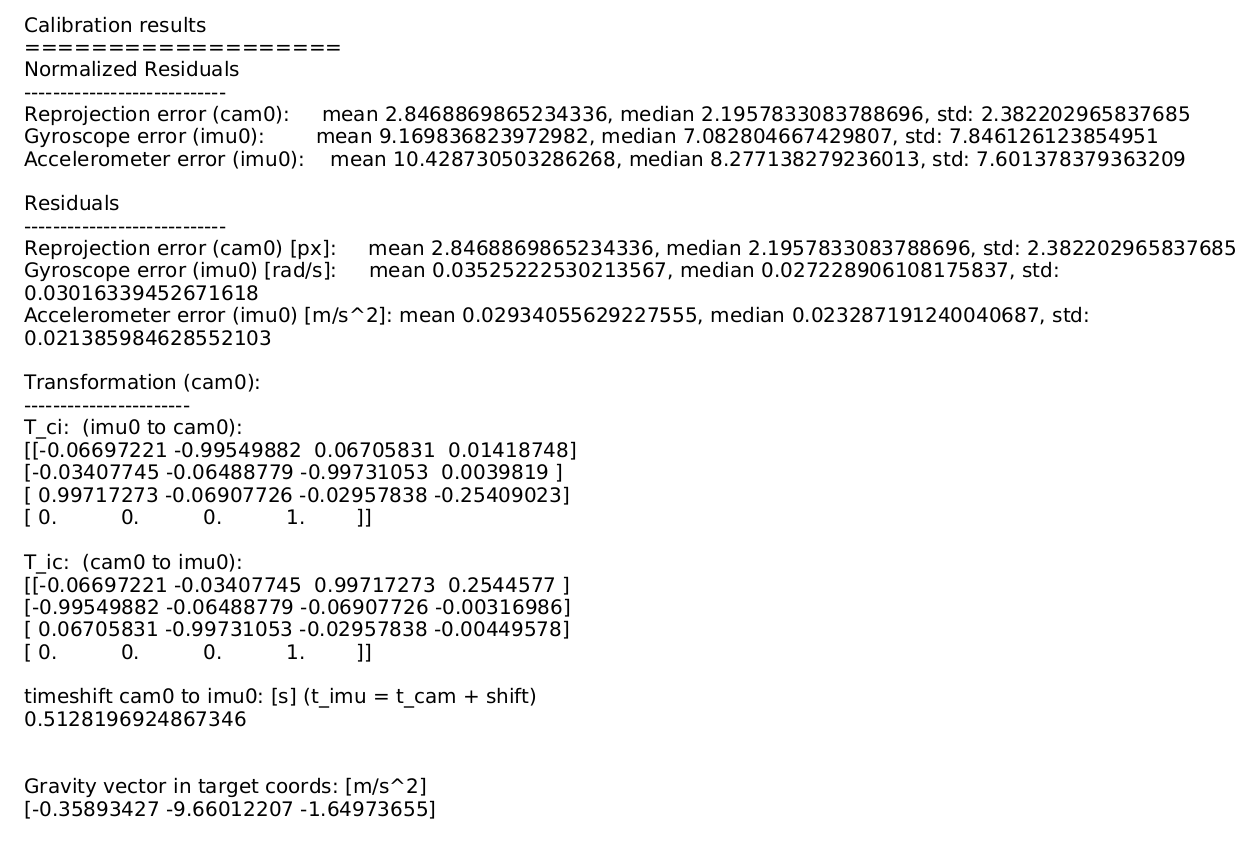 Calibration results
===================
Normalized Residuals
----------------------------
Reprojection error (cam0):     mean 2.8468869865234336, median 2.1957833083788696, std: 2.382202965837685
Gyroscope error (imu0):        mean 9.169836823972982, median 7.082804667429807, std: 7.846126123854951
Accelerometer error (imu0):    mean 10.428730503286268, median 8.277138279236013, std: 7.601378379363209

Residuals
----------------------------
Reprojection error (cam0) [px]:     mean 2.8468869865234336, median 2.1957833083788696, std: 2.382202965837685
Gyroscope error (imu0) [rad/s]:     mean 0.03525222530213567, median 0.027228906108175837, std:
0.03016339452671618
Accelerometer error (imu0) [m/s^2]: mean 0.02934055629227555, median 0.023287191240040687, std:
0.021385984628552103

Transformation (cam0):
-----------------------
T_ci:  (imu0 to cam0):
[[-0.06697221 -0.99549882  0.06705831  0.01418748]
[-0.03407745 -0.06488779 -0.99731053  0.0039819 ]
[ 0.99717273 -0.06907726 -0.02957838 -0.25409023]
[ 0.          0.          0.          1.        ]]

T_ic:  (cam0 to imu0):
[[-0.06697221 -0.03407745  0.99717273  0.2544577 ]
[-0.99549882 -0.06488779 -0.06907726 -0.00316986]
[ 0.06705831 -0.99731053 -0.02957838 -0.00449578]
[ 0.          0.          0.          1.        ]]

timeshift cam0 to imu0: [s] (t_imu = t_cam + shift)
0.5128196924867346

Gravity vector in target coords: [m/s^2]
[-0.35893427 -9.66012207 -1.64973655]